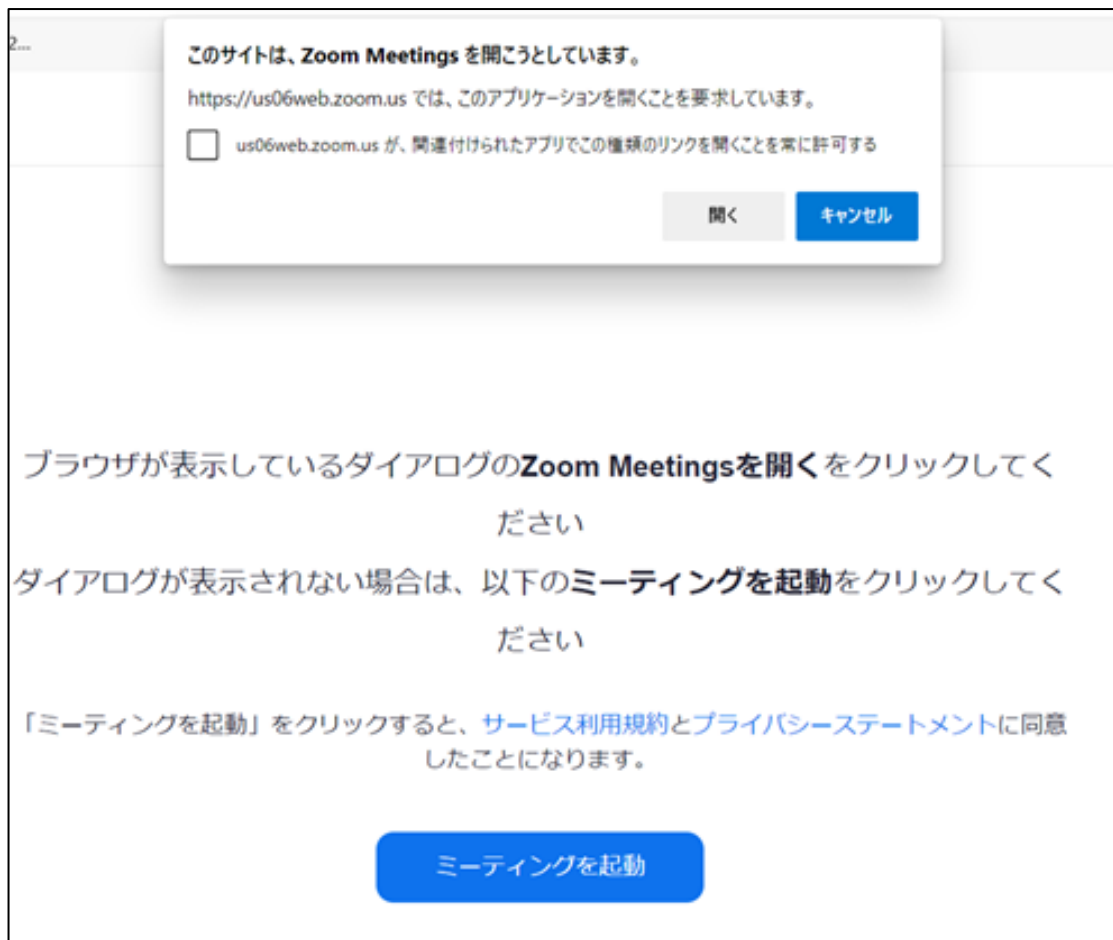 2...
このサイトは、Zoom Meetings を開こうとしています。
https://us06web.zoom.us では、このアプリケーションを開くことを要求しています。
us06web.zoom.us が、関連付けられたアプリでこの種類のリンクを開くことを常に許可する
開く
キャンセル
ブラウザが表示しているダイアログのZoom Meetingsを開くをクリックしてく
ださい
ダイアログが表示されない場合は、以下のミーティングを起動をクリックしてく
ださい
「ミーティングを起動」をクリックすると、サービス利用規約とプライバシーステートメントに同意
したことになります。
ミーティングを起動